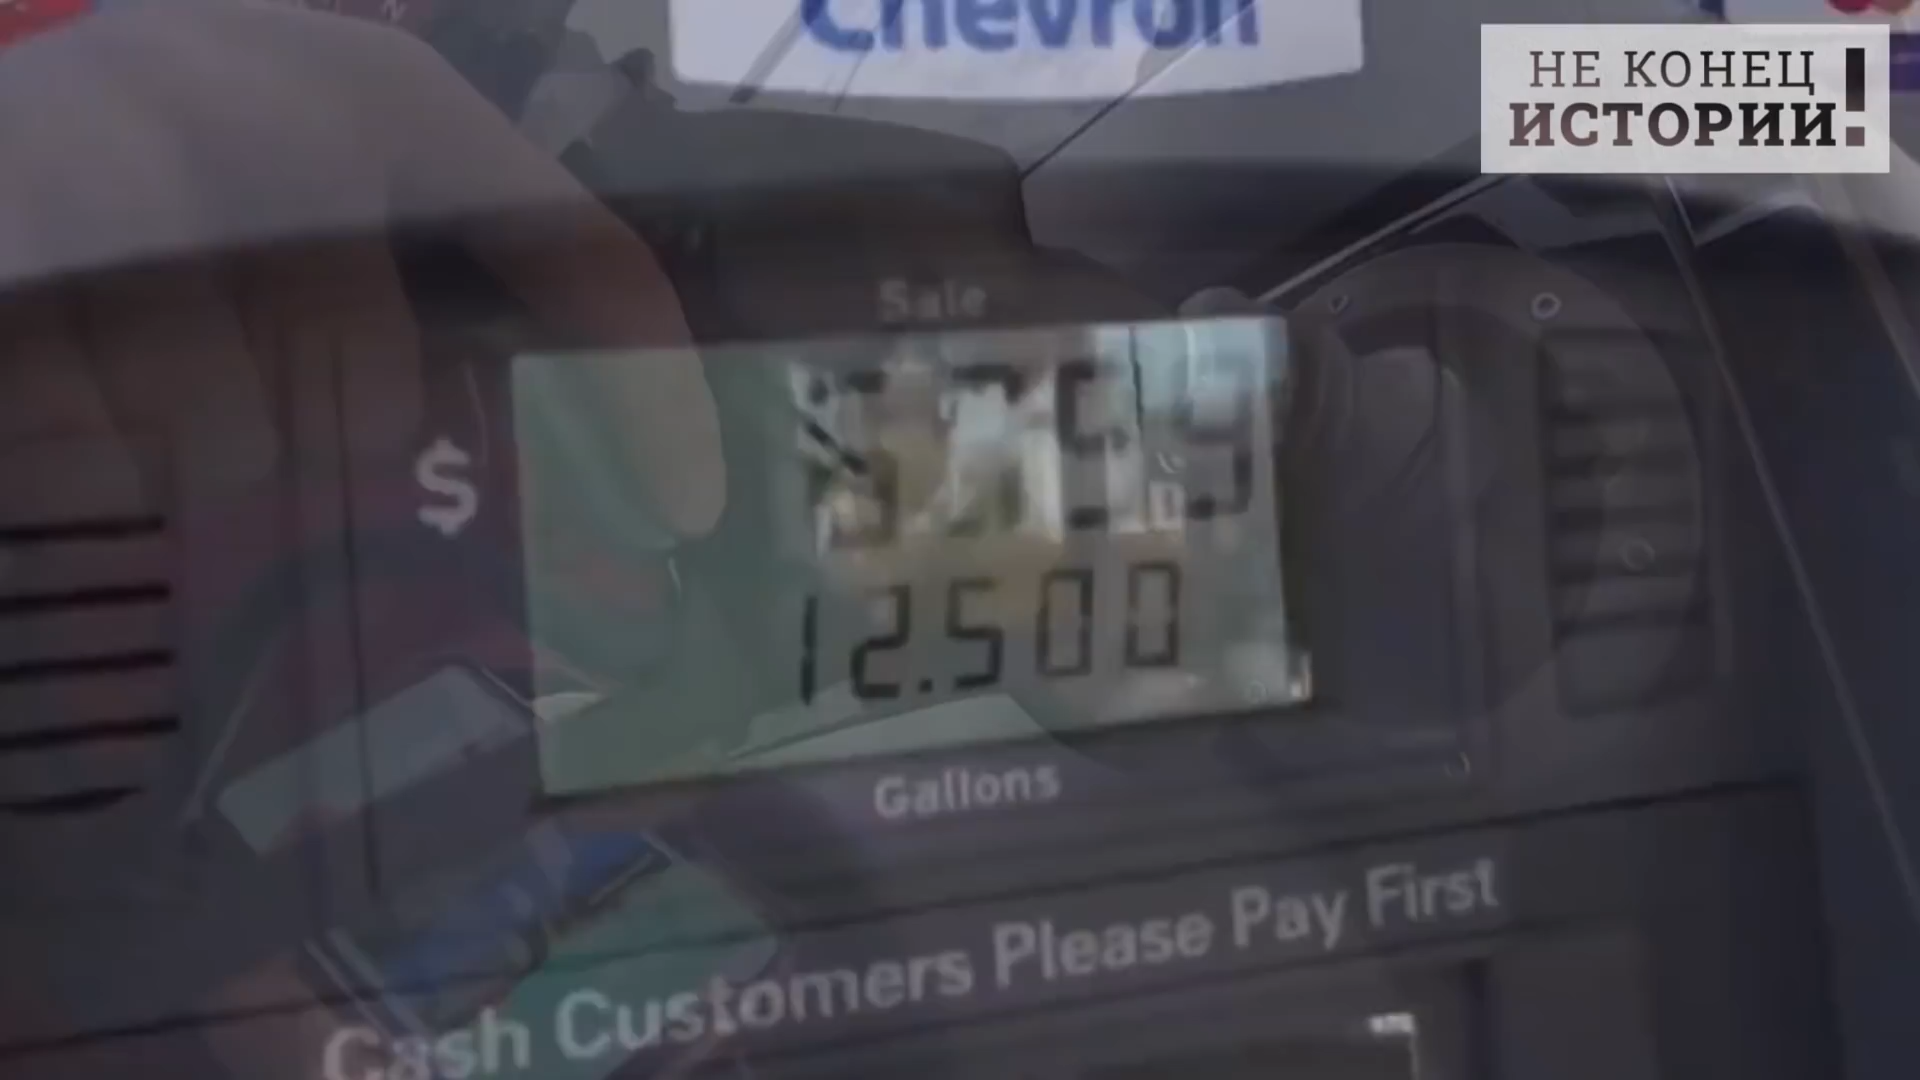 Chevron
НЕ КОНЕЦ
ИСТОРИИ!
Sale
$
12.500
Gallons
Cash Customers Please Pay First